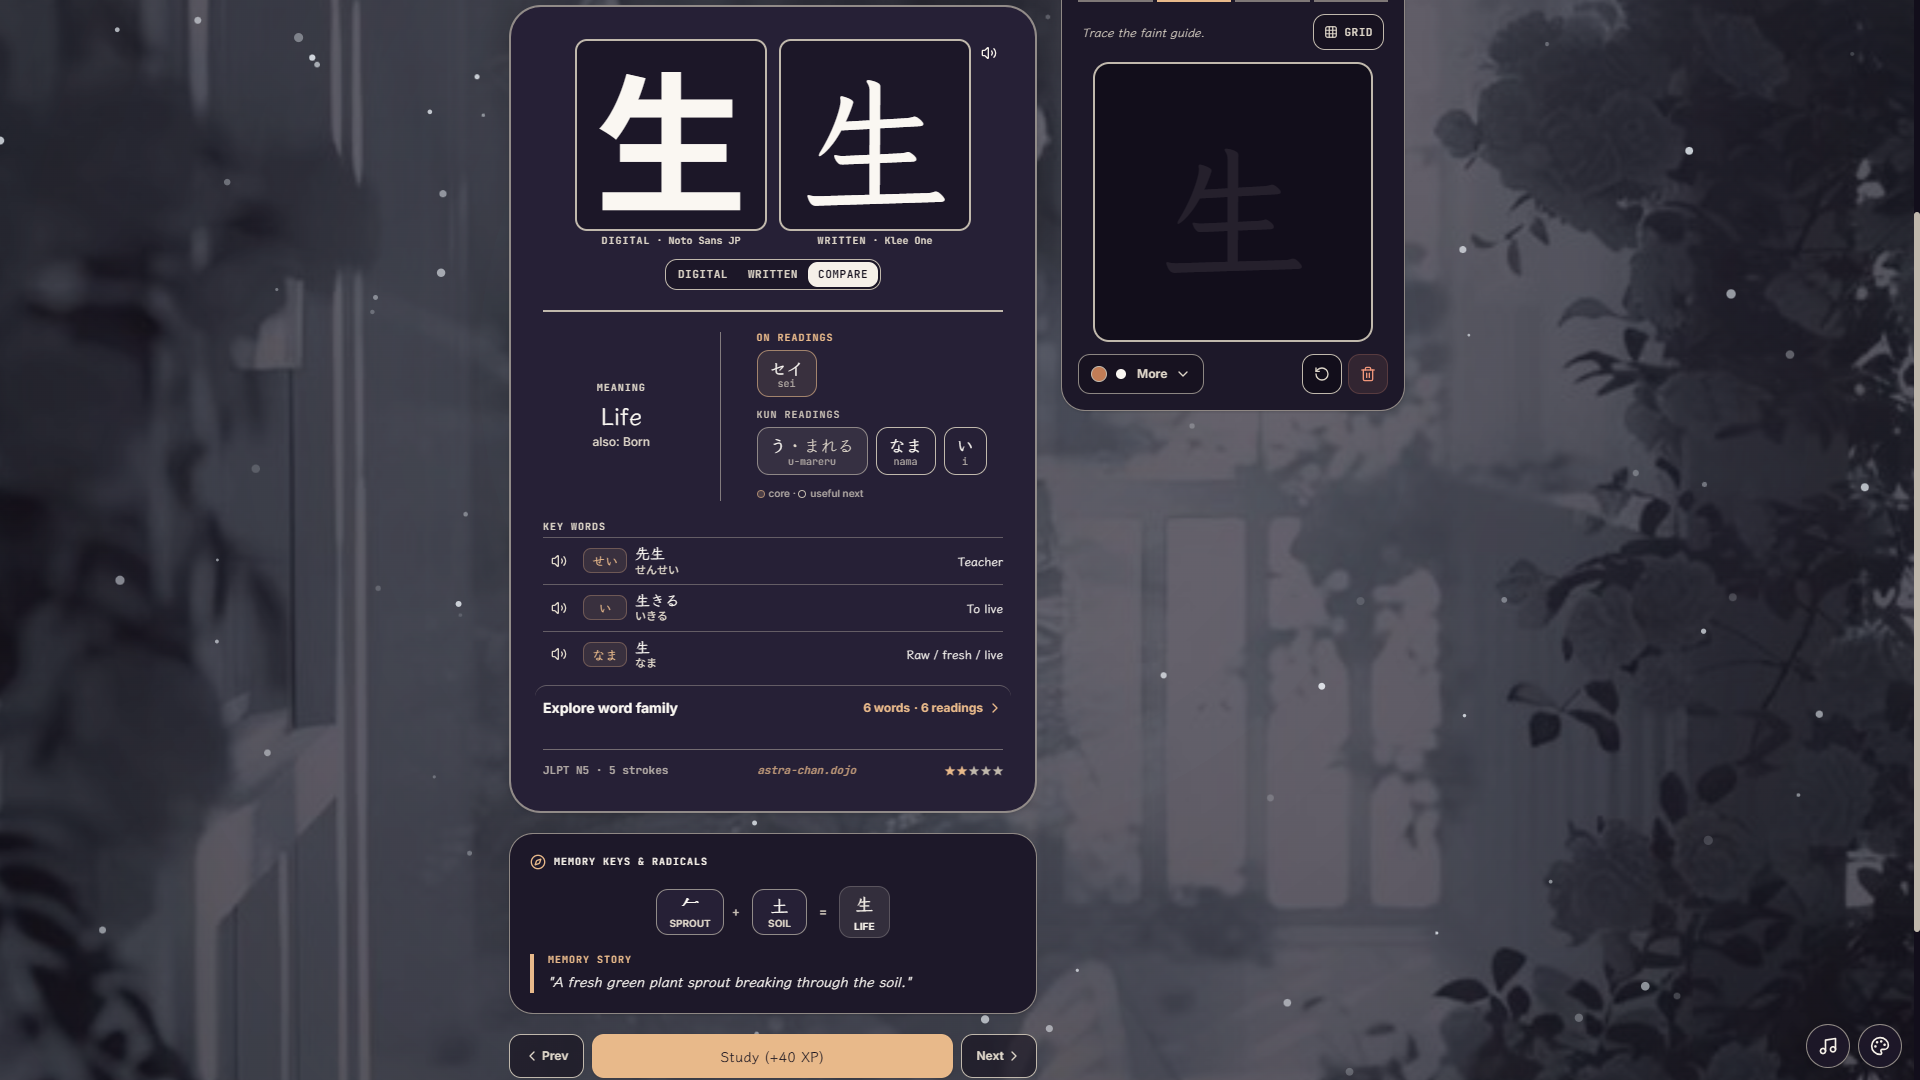 生 生
DIGITAL · Noto Sans JP WRITTEN · Klee One
DIGITAL WRITTEN COMPARE
MEANING
Life
also: Born
ON READINGS
セイ
sei
KUN READINGS
う・まれる なま い
u-mareru nama i
core · useful next
KEY WORDS
せい 先生 Teacher
せんせい
い 生きる To live
いきる
なま 生 Raw / fresh / live
なま
Explore word family 6 words · 6 readings
JLPT N5 · 5 strokes astra-chan.dojo ★★★★★
MEMORY KEYS & RADICALS
𠂉 + 土 = 生
SPROUT SOIL LIFE
MEMORY STORY
"A fresh green plant sprout breaking through the soil."
Prev Study (+40 XP) Next
Trace the faint guide. GRID
生
More